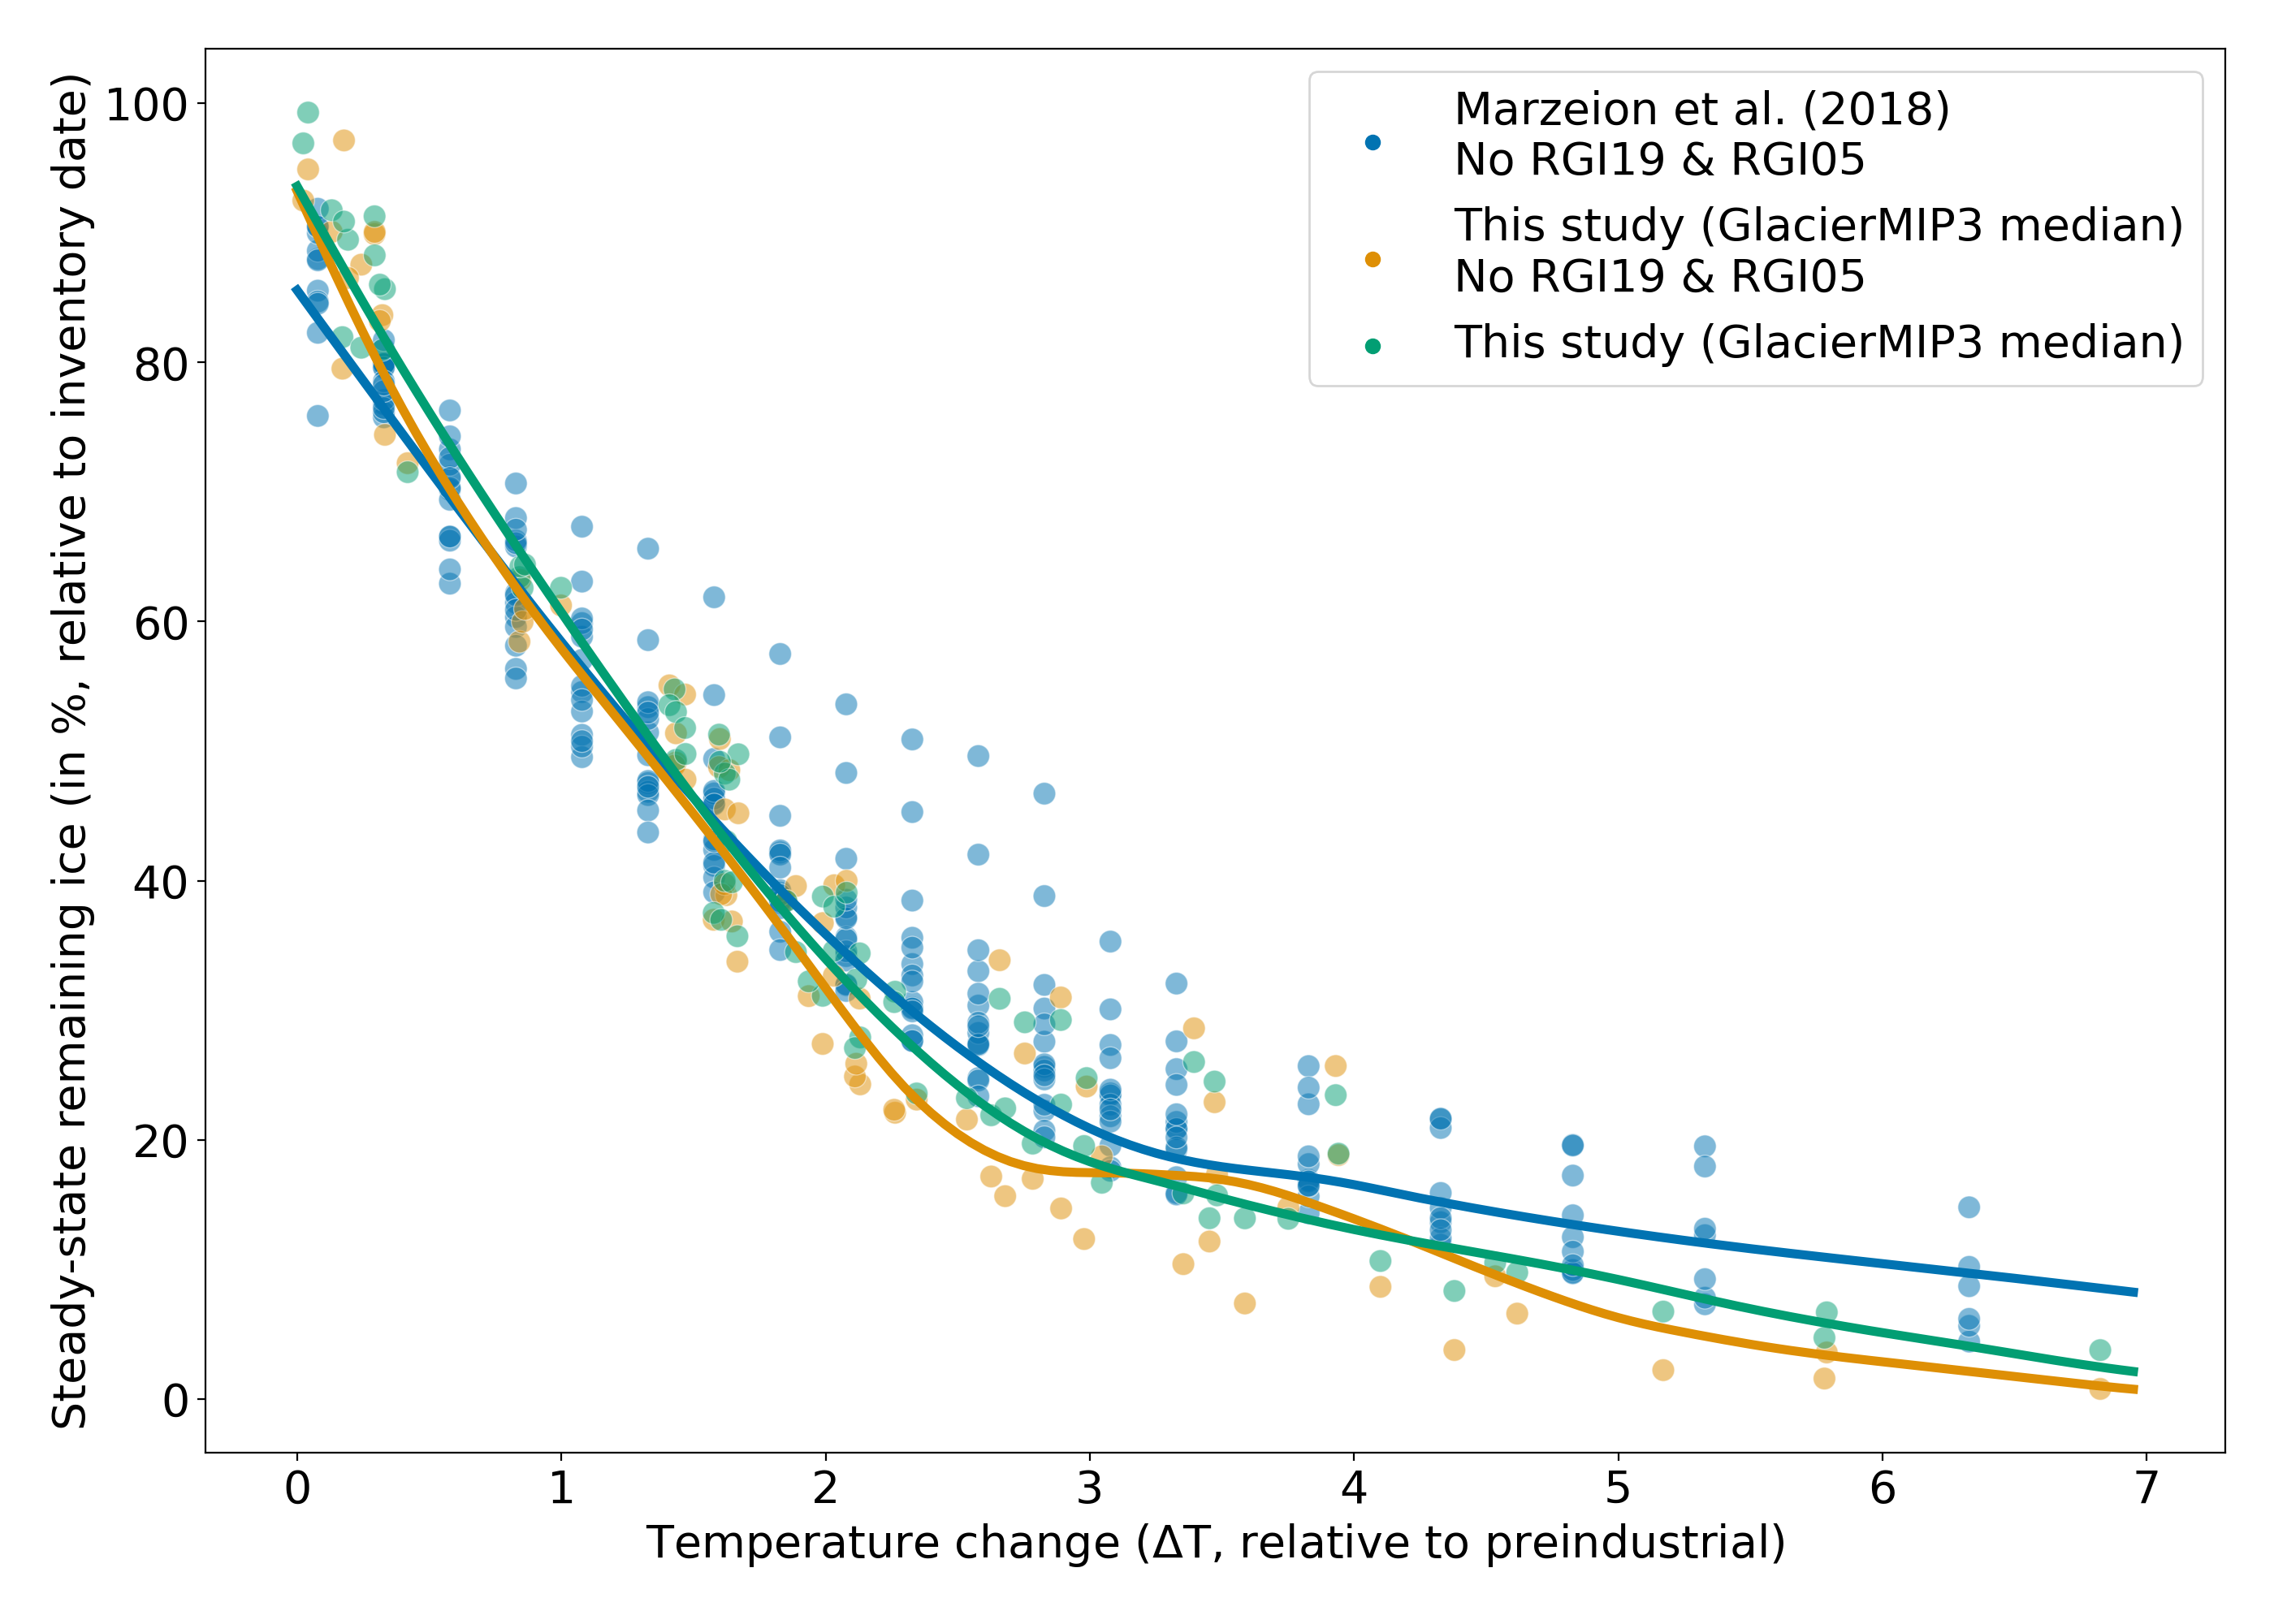 Steady-state remaining ice (in %, relative to inventory date)
100
80
60
40
20
0
Marzeion et al. (2018)
No RGI19 & RGI05
This study (GlacierMIP3 median)
No RGI19 & RGI05
This study (GlacierMIP3 median)
0 1 2 3 4 5 6 7
Temperature change (ΔT, relative to preindustrial)